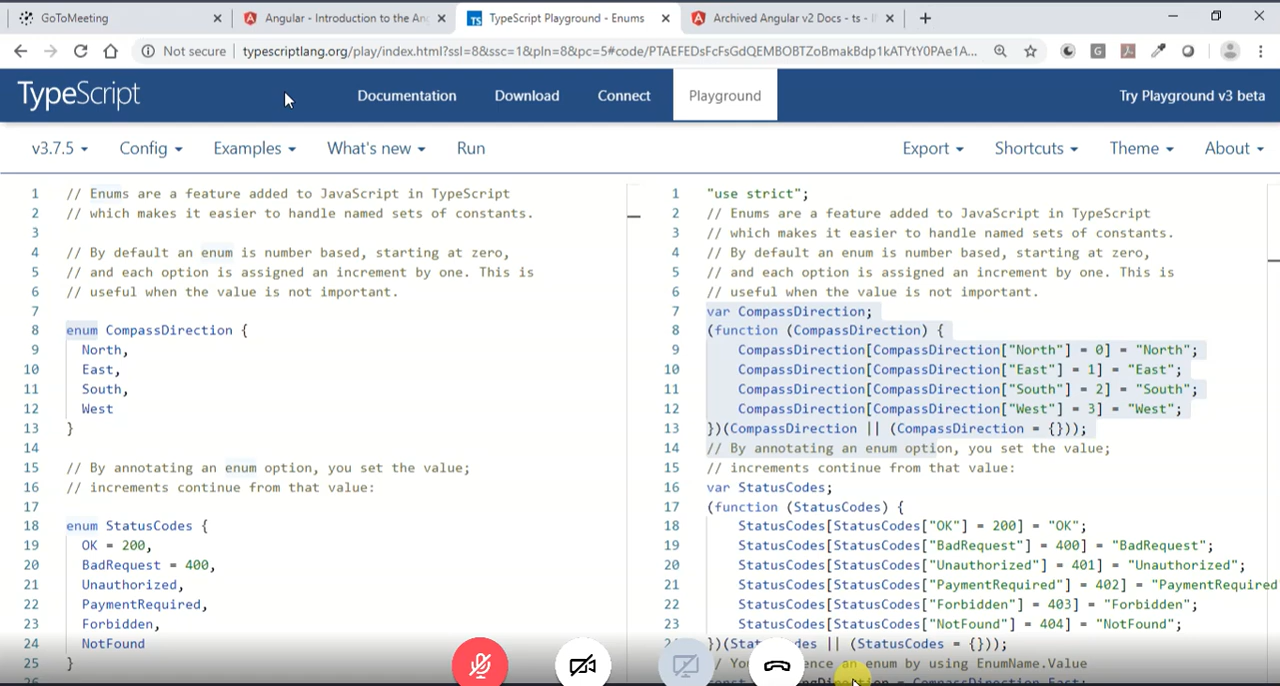 GoToMeeting
Angular - Introduction to the An
TypeScript Playground - Enums
Archived Angular v2 Docs - ts -
Not secure
typescriptlang.org/play/index.html?ssl=8&ssc=1&pln=8&pc=5#code/PTAEFEDsFcFsGdQEMBOBTZoBmakBdp1kATYtY0PAe1A...
TypeScript
Documentation
Download
Connect
Playground
Try Playground v3 beta
v3.7.5
Config
Examples
What's new
Run
Export
Shortcuts
Theme
About
1 // Enums are a feature added to JavaScript in TypeScript
2 // which makes it easier to handle named sets of constants.
3
4 // By default an enum is number based, starting at zero,
5 // and each option is assigned an increment by one. This is
6 // useful when the value is not important.
7
8 enum CompassDirection {
9 North,
10 East,
11 South,
12 West
13 }
14
15 // By annotating an enum option, you set the value;
16 // increments continue from that value:
17
18 enum StatusCodes {
19 OK = 200,
20 BadRequest = 400,
21 Unauthorized,
22 PaymentRequired,
23 Forbidden,
24 NotFound
25 }
1 "use strict";
2 // Enums are a feature added to JavaScript in TypeScript
3 // which makes it easier to handle named sets of constants.
4 // By default an enum is number based, starting at zero,
5 // and each option is assigned an increment by one. This is
6 // useful when the value is not important.
7 var CompassDirection;
8 (function (CompassDirection) {
9 CompassDirection[CompassDirection["North"] = 0] = "North";
10 CompassDirection[CompassDirection["East"] = 1] = "East";
11 CompassDirection[CompassDirection["South"] = 2] = "South";
12 CompassDirection[CompassDirection["West"] = 3] = "West";
13 })(CompassDirection || (CompassDirection = {}));
14 // By annotating an enum option, you set the value;
15 // increments continue from that value:
16 var StatusCodes;
17 (function (StatusCodes) {
18 StatusCodes[StatusCodes["OK"] = 200] = "OK";
19 StatusCodes[StatusCodes["BadRequest"] = 400] = "BadRequest";
20 StatusCodes[StatusCodes["Unauthorized"] = 401] = "Unauthorized";
21 StatusCodes[StatusCodes["PaymentRequired"] = 402] = "PaymentRequired
22 StatusCodes[StatusCodes["Forbidden"] = 403] = "Forbidden";
23 StatusCodes[StatusCodes["NotFound"] = 404] = "NotFound";
})(Stat des || (StatusCodes = {}));
/ You ence an enum by using EnumName.Value